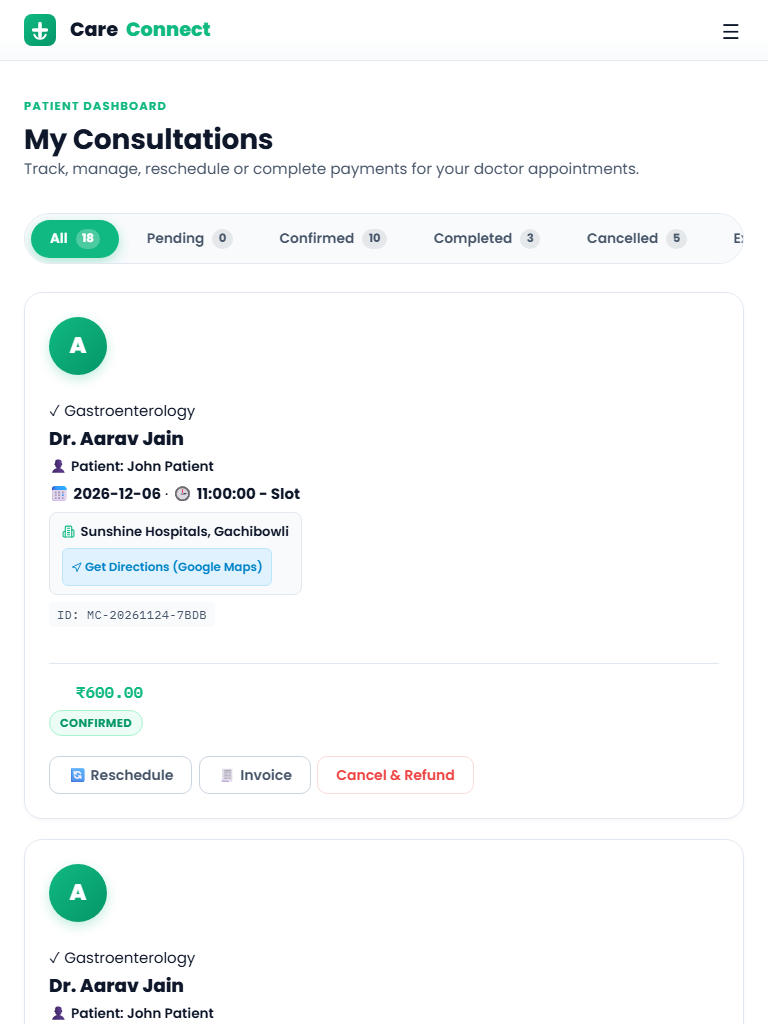 Care Connect
☰
PATIENT DASHBOARD
My Consultations
Track, manage, reschedule or complete payments for your doctor appointments.
All 18 Pending 0 Confirmed 10 Completed 3 Cancelled 5
A
✓ Gastroenterology
Dr. Aarav Jain
Patient: John Patient
2026-12-06 · 11:00:00 - Slot
Sunshine Hospitals, Gachibowli
Get Directions (Google Maps)
ID: MC-20261124-7BDB
₹600.00
CONFIRMED
Reschedule Invoice Cancel & Refund
A
✓ Gastroenterology
Dr. Aarav Jain
Patient: John Patient